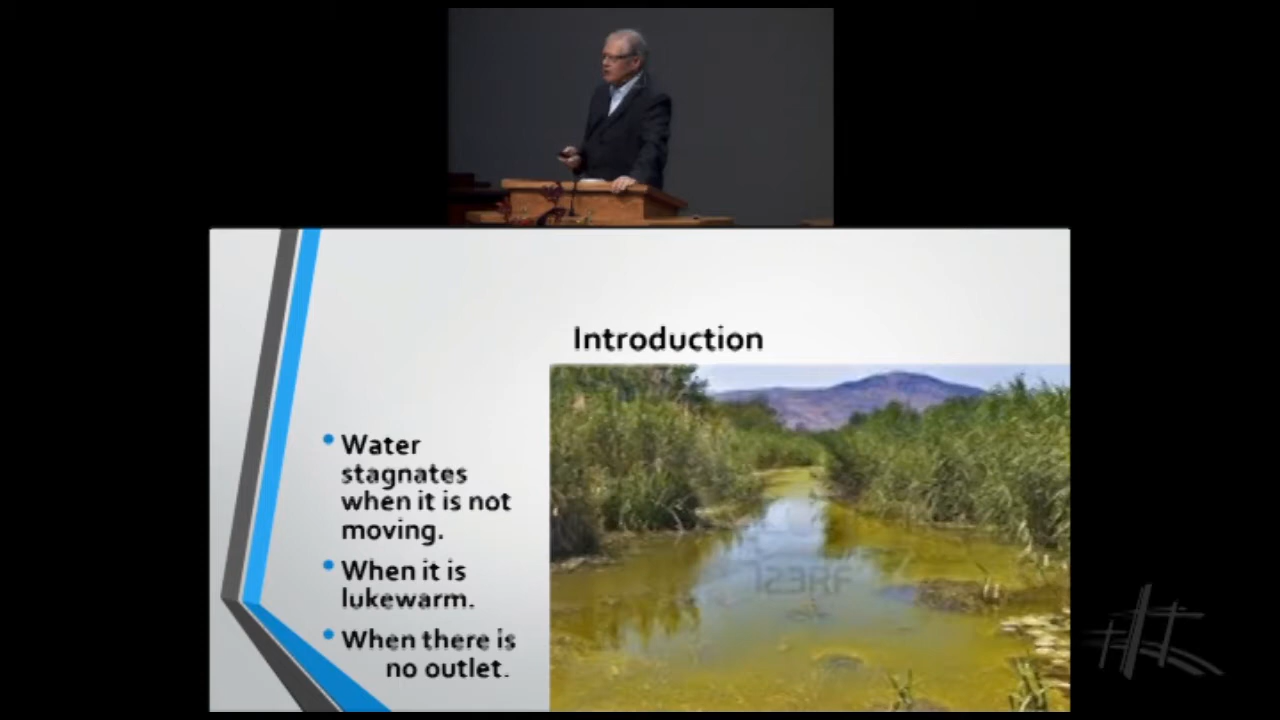 Introduction
Water
stagnates
when it is not
moving.
When it is
lukewarm.
When there is
no outlet.
123RF